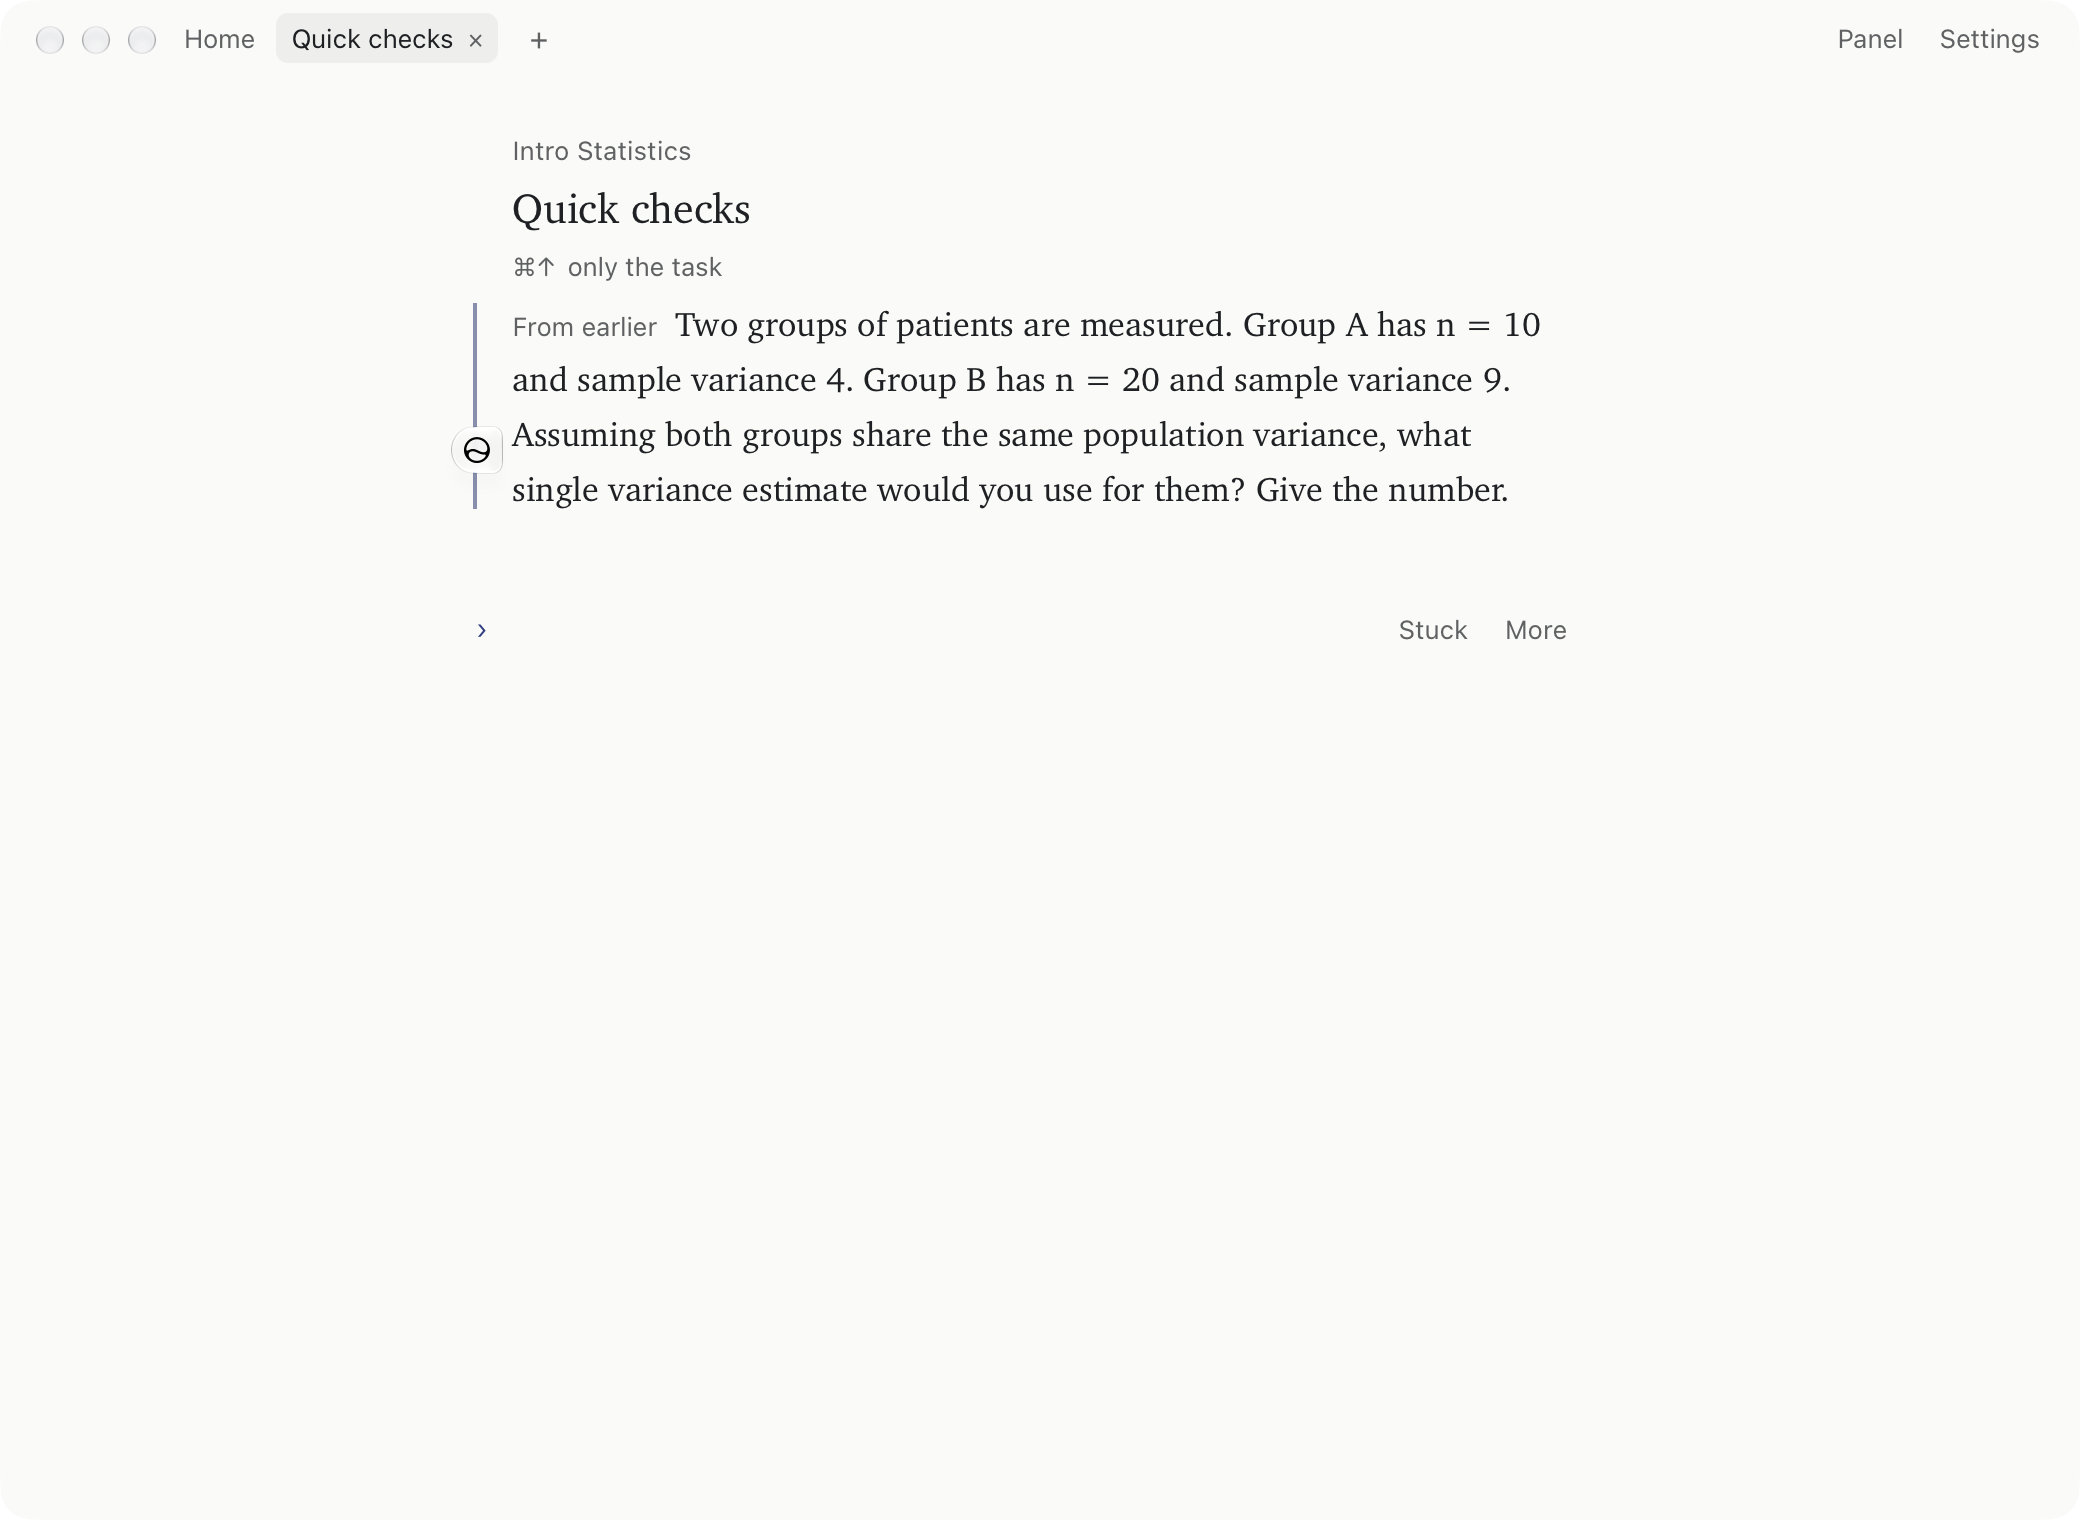 Home Quick checks × + Panel Settings
Intro Statistics
Quick checks
⌘↑ only the task
From earlier Two groups of patients are measured. Group A has n = 10
and sample variance 4. Group B has n = 20 and sample variance 9.
Assuming both groups share the same population variance, what
single variance estimate would you use for them? Give the number.
› Stuck More